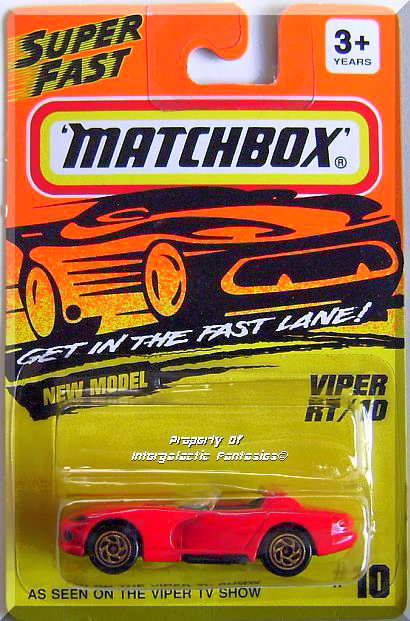 SUPER
FAST
3+
YEARS
'MATCHBOX'®
GET IN THE FAST LANE!
NEW MODEL
VIPER
RT/10
Property Of
Intergalactic Fantasies©
#10
AS SEEN ON THE VIPER TV SHOW